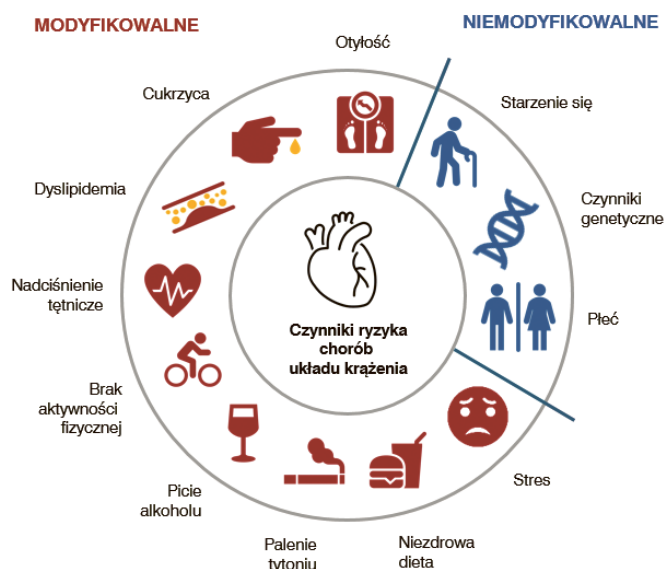 MODYFIKOWALNE
NIEMODYFIKOWALNE
Otyłość
Cukrzyca
Dyslipidemia
Nadciśnienie
tętnicze
Brak
aktywności
fizycznej
Picie
alkoholu
Palenie
tytoniu
Niezdrowa
dieta
Stres
Starzenie się
Czynniki
genetyczne
Płeć
Czynniki ryzyka
chorób
układu krążenia